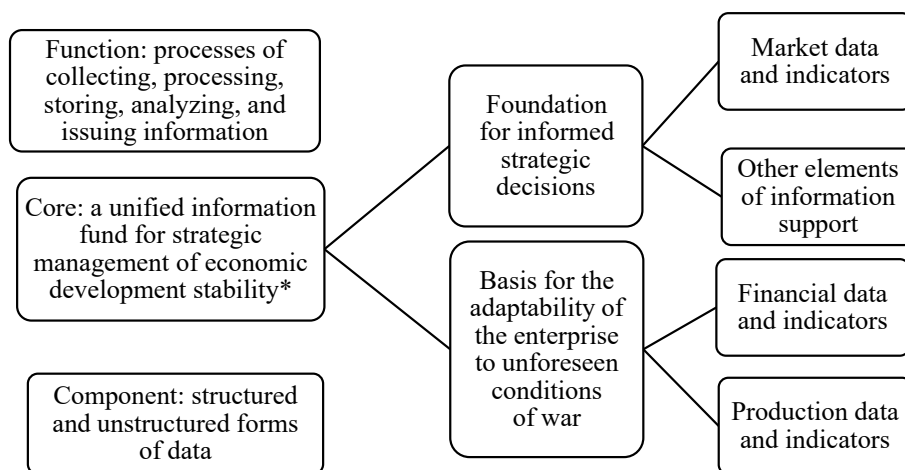 Function: processes of
collecting, processing,
storing, analyzing, and
issuing information
Core: a unified information
fund for strategic
management of economic
development stability*
Component: structured
and unstructured forms
of data
Foundation
for informed
strategic
decisions
Basis for the
adaptability of
the enterprise
to unforeseen
conditions
of war
Market data
and indicators
Other elements
of information
support
Financial data
and indicators
Production data
and indicators